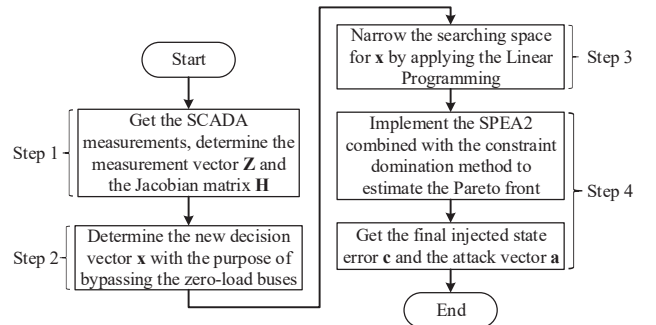 Start
Step 1
Get the SCADA
measurements, determine the
measurement vector Z and
the Jacobian matrix H
Step 2
Determine the new decision
vector x with the purpose of
bypassing the zero-load buses
Narrow the searching space
for x by applying the Linear
Programming
Step 3
Implement the SPEA2
combined with the constraint
domination method to
estimate the Pareto front
Step 4
Get the final injected state
error c and the attack vector a
End